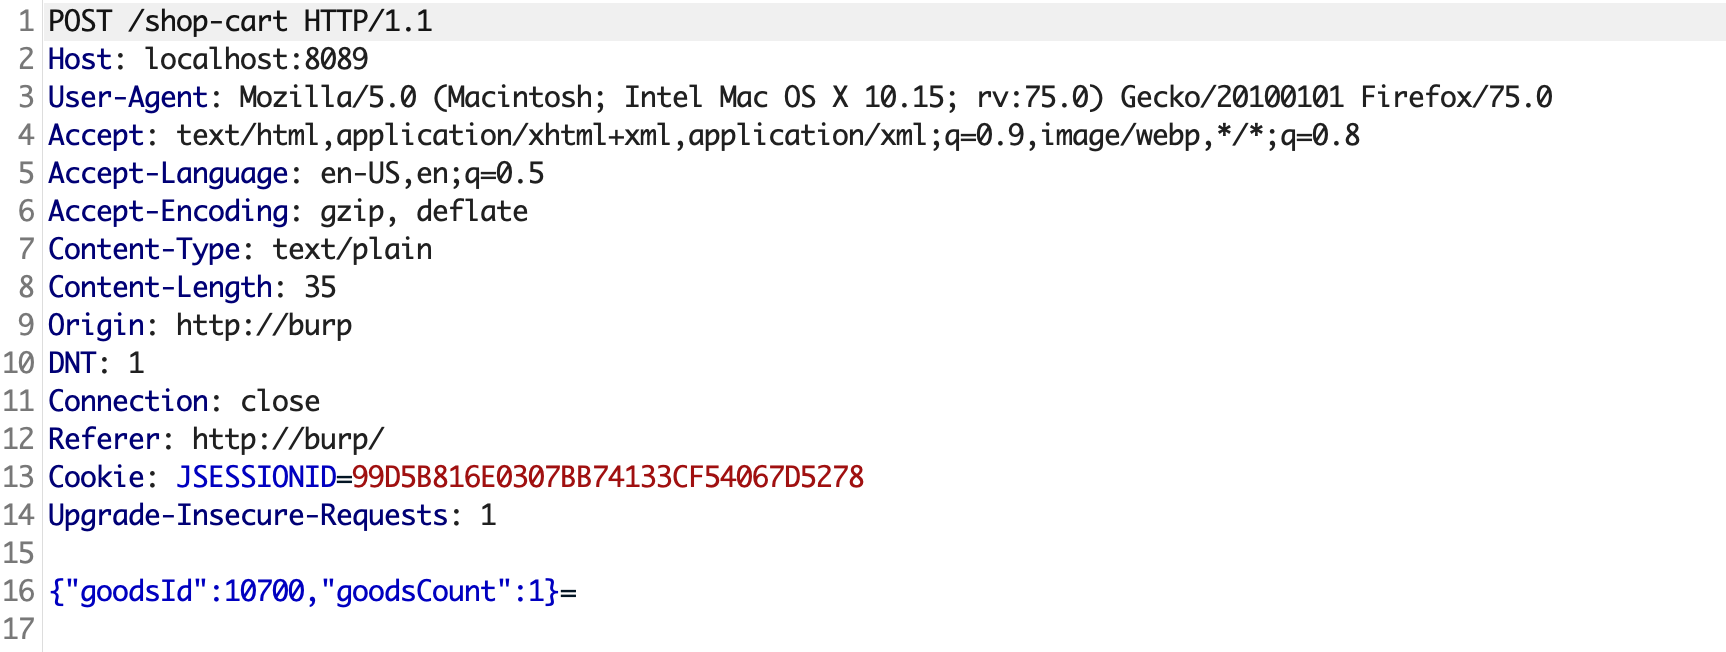 1 POST /shop-cart HTTP/1.1
2 Host: localhost:8089
3 User-Agent: Mozilla/5.0 (Macintosh; Intel Mac OS X 10.15; rv:75.0) Gecko/20100101 Firefox/75.0
4 Accept: text/html,application/xhtml+xml,application/xml;q=0.9,image/webp,*/*;q=0.8
5 Accept-Language: en-US,en;q=0.5
6 Accept-Encoding: gzip, deflate
7 Content-Type: text/plain
8 Content-Length: 35
9 Origin: http://burp
10 DNT: 1
11 Connection: close
12 Referer: http://burp/
13 Cookie: JSESSIONID=99D5B816E0307BB74133CF54067D5278
14 Upgrade-Insecure-Requests: 1
15
16 {"goodsId":10700,"goodsCount":1}=
17